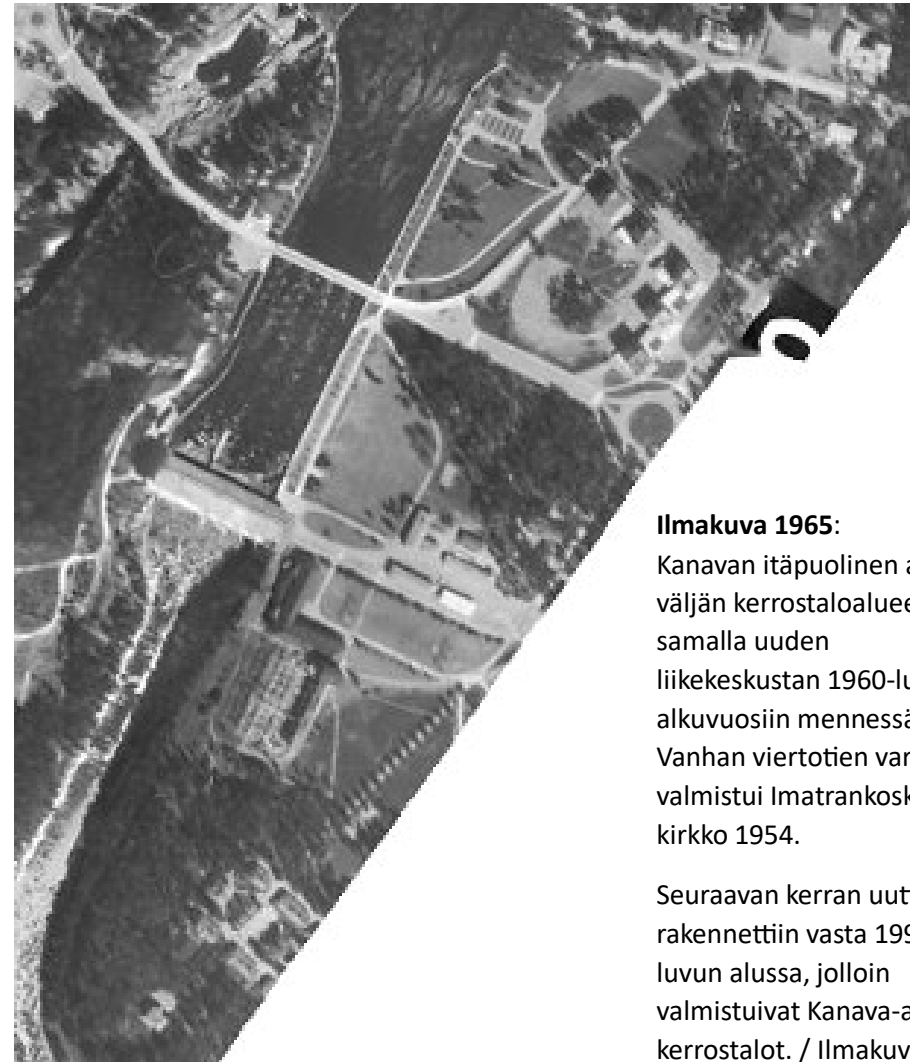 Ilmakuva 1965:
Kanavan itäpuolinen a
väljän kerrostaloaluee
samalla uuden
liikekeskustan 1960-lu
alkuvuosiin mennessä
Vanhan viertotien var
valmistui Imatrankosk
kirkko 1954.
Seuraavan kerran uut
rakennettiin vasta 199
luvun alussa, jolloin
valmistuivat Kanava-a
kerrostalot. / Ilmakuv